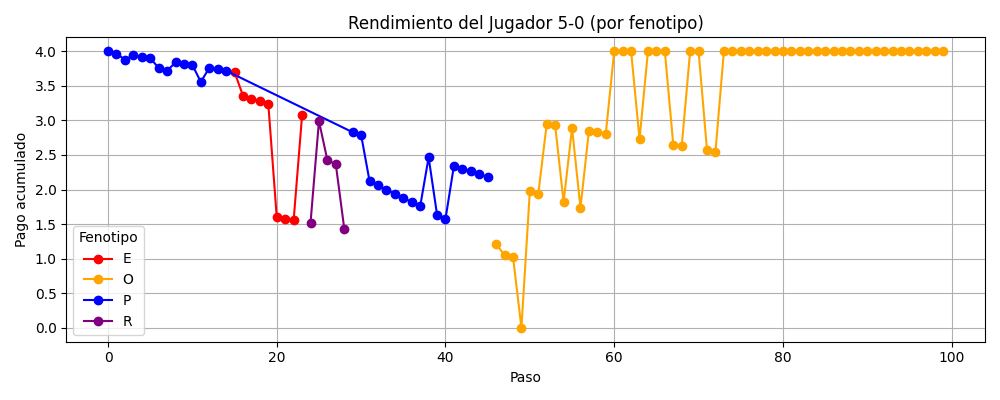 Rendimiento del Jugador 5-0 (por fenotipo)
Pago acumulado
4.0
3.5
3.0
2.5
2.0
1.5
1.0
0.5
0.0
Fenotipo
E
O
P
R
0 20 40 60 80 100
Paso